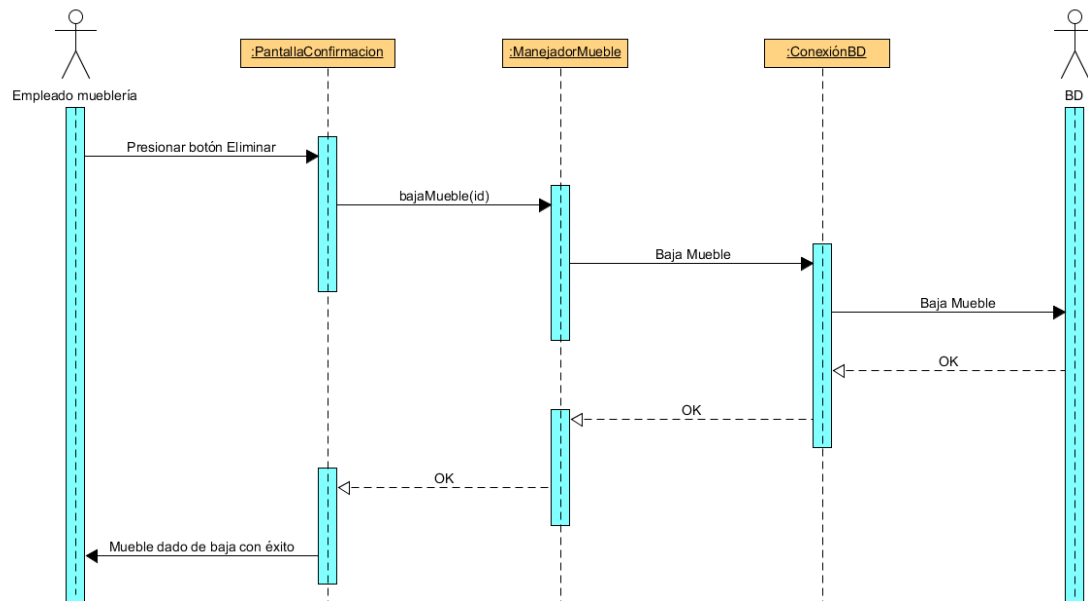 :PantallaConfirmacion
:ManejadorMueble
:ConexiónBD
Empleado mueblería
BD
Presionar botón Eliminar
bajaMueble(id)
Baja Mueble
Baja Mueble
OK
OK
OK
Mueble dado de baja con éxito